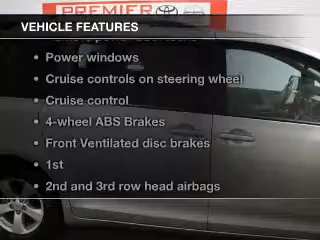 PREMIER
VEHICLE FEATURES
• Power windows
• Cruise controls on steering wheel
• Cruise control
• 4-wheel ABS Brakes
• Front Ventilated disc brakes
• 1st
• 2nd and 3rd row head airbags